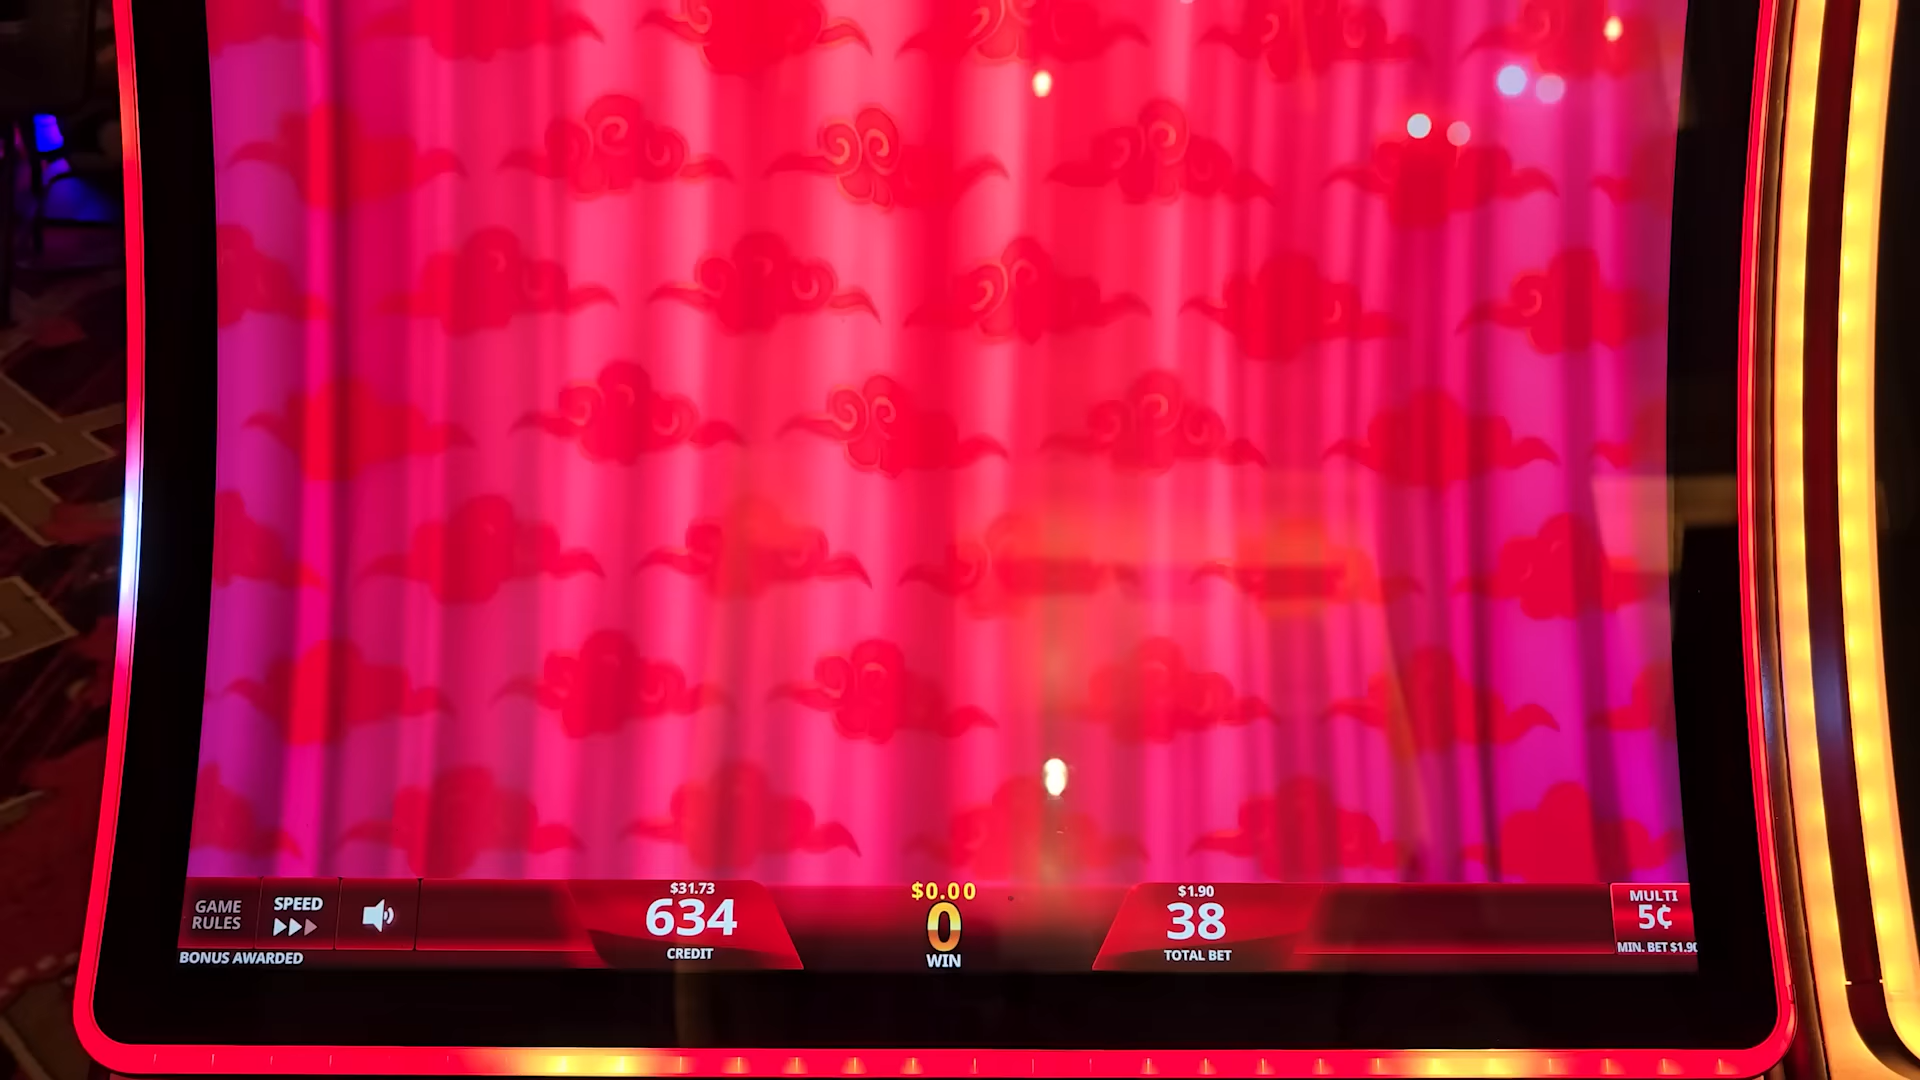 GAME
RULES
SPEED
BONUS AWARDED
$31.73
634
CREDIT
$0.00
0
WIN
$1.90
38
TOTAL BET
MULTI
5¢
MIN. BET $1.90